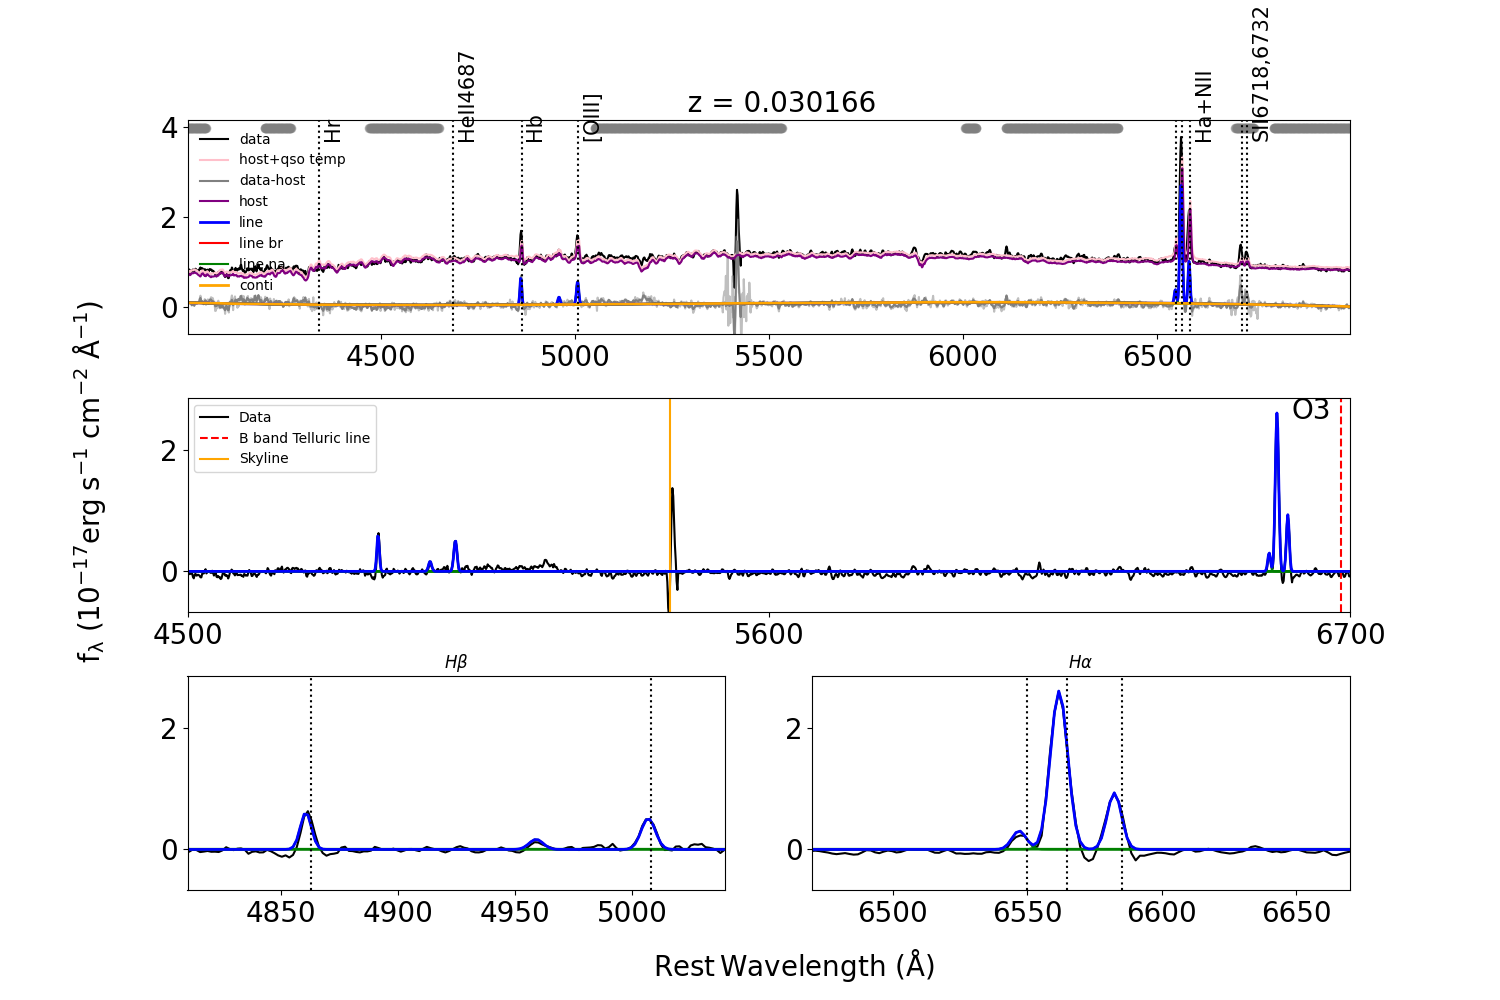 z = 0.030166
Hr
HeII4687
Hb
[OIII]
Ha+NII
SII6718,6732
data
host+qso temp
data-host
host
line
line br
line na
conti
4
2
0
4500 5000 5500 6000 6500
fλ (10⁻¹⁷erg s⁻¹ cm⁻² Å⁻¹)
Data
B band Telluric line
Skyline
O3
2
0
4500 5600 6700
Hβ
2
0
4850 4900 4950 5000
Hα
2
0
6500 6550 6600 6650
Rest Wavelength (Å)